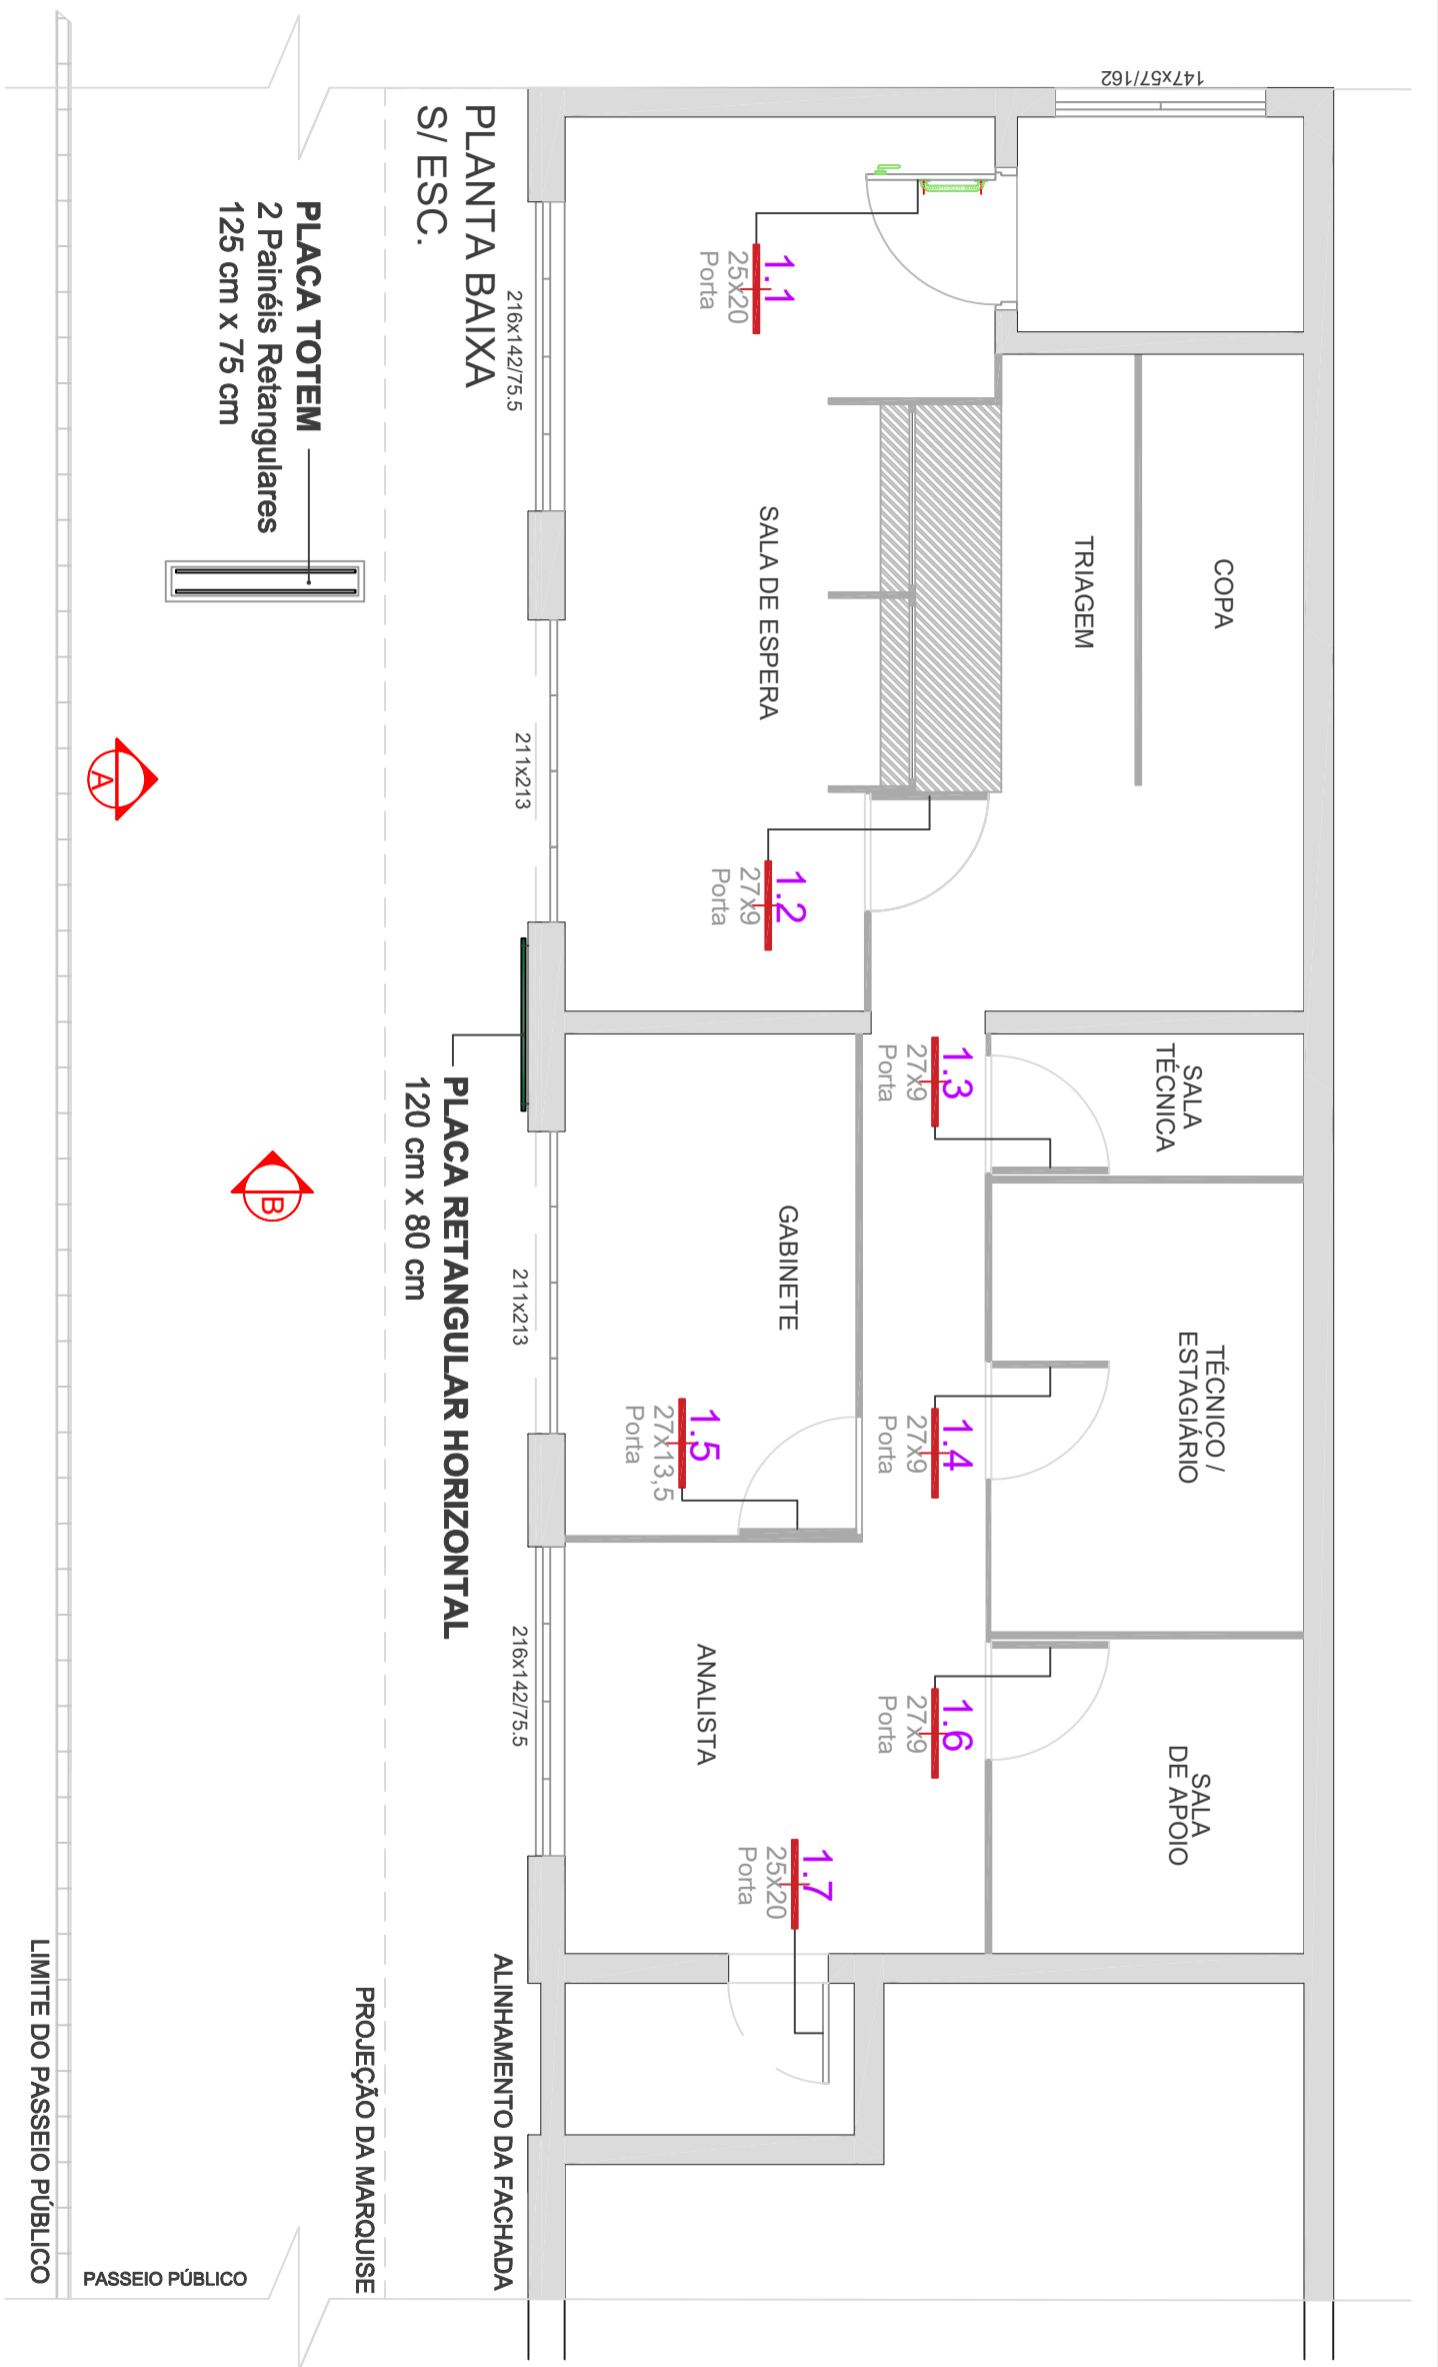 147x57/162
COPA
TRIAGEM
SALA DE ESPERA
1.1
25x20
Porta
1.2
27x9
Porta
SALA
TÉCNICA
1.3
27x9
Porta
TÉCNICO /
ESTAGIÁRIO
1.4
27x9
Porta
GABINETE
1.5
27x13,5
Porta
SALA
DE APOIO
1.6
27x9
Porta
ANALISTA
1.7
25x20
Porta
216x142/75.5
211x213
211x213
216x142/75.5
PLANTA BAIXA
S/ ESC.
PLACA RETANGULAR HORIZONTAL
120 cm x 80 cm
ALINHAMENTO DA FACHADA
PROJEÇÃO DA MARQUISE
PLACA TOTEM
2 Painéis Retangulares
125 cm x 75 cm
A
B
PASSEIO PÚBLICO
LIMITE DO PASSEIO PÚBLICO